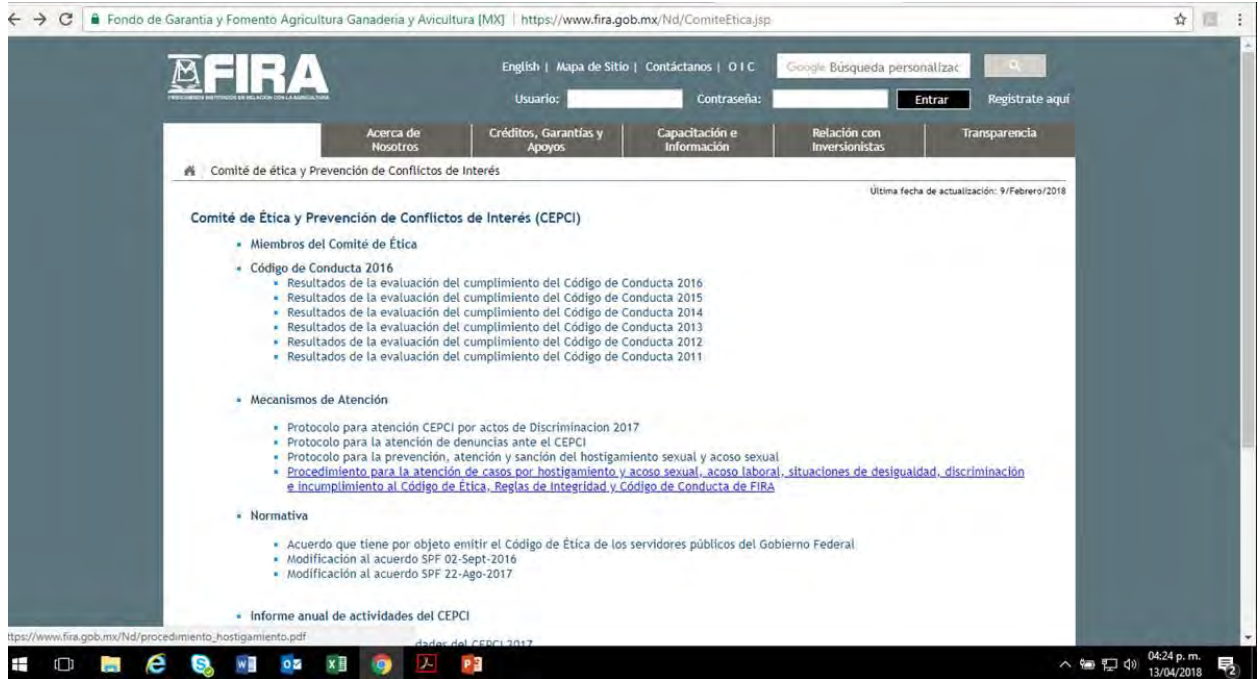 Fondo de Garantia y Fomento Agricultura Ganaderia y Avicultura [MX] | https://www.fira.gob.mx/Nd/ComiteEtica.jsp
FIRA
English | Mapa de Sitio | Contáctanos | O I C
Google Búsqueda personalizac
Usuario: Contraseña: Entrar Regístrate aquí
Acerca de Nosotros
Créditos, Garantías y Apoyos
Capacitación e Información
Relación con Inversionistas
Transparencia
Comité de ética y Prevención de Conflictos de Interés
Última fecha de actualización: 9/Febrero/2018
Comité de Ética y Prevención de Conflictos de Interés (CEPCI)
Miembros del Comité de Ética
Código de Conducta 2016
Resultados de la evaluación del cumplimiento del Código de Conducta 2016
Resultados de la evaluación del cumplimiento del Código de Conducta 2015
Resultados de la evaluación del cumplimiento del Código de Conducta 2014
Resultados de la evaluación del cumplimiento del Código de Conducta 2013
Resultados de la evaluación del cumplimiento del Código de Conducta 2012
Resultados de la evaluación del cumplimiento del Código de Conducta 2011
Mecanismos de Atención
Protocolo para atención CEPCI por actos de Discriminacion 2017
Protocolo para la atención de denuncias ante el CEPCI
Protocolo para la prevención, atención y sanción del hostigamiento sexual y acoso sexual
Procedimiento para la atención de casos por hostigamiento y acoso sexual, acoso laboral, situaciones de desigualdad, discriminación
e incumplimiento al Código de Ética, Reglas de Integridad y Código de Conducta de FIRA
Normativa
Acuerdo que tiene por objeto emitir el Código de Ética de los servidores públicos del Gobierno Federal
Modificación al acuerdo SPF 02-Sept-2016
Modificación al acuerdo SPF 22-Ago-2017
Informe anual de actividades del CEPCI
dades del CEPCI 2017
ttps://www.fira.gob.mx/Nd/procedimiento_hostigamiento.pdf
04:24 p. m.
13/04/2018
2